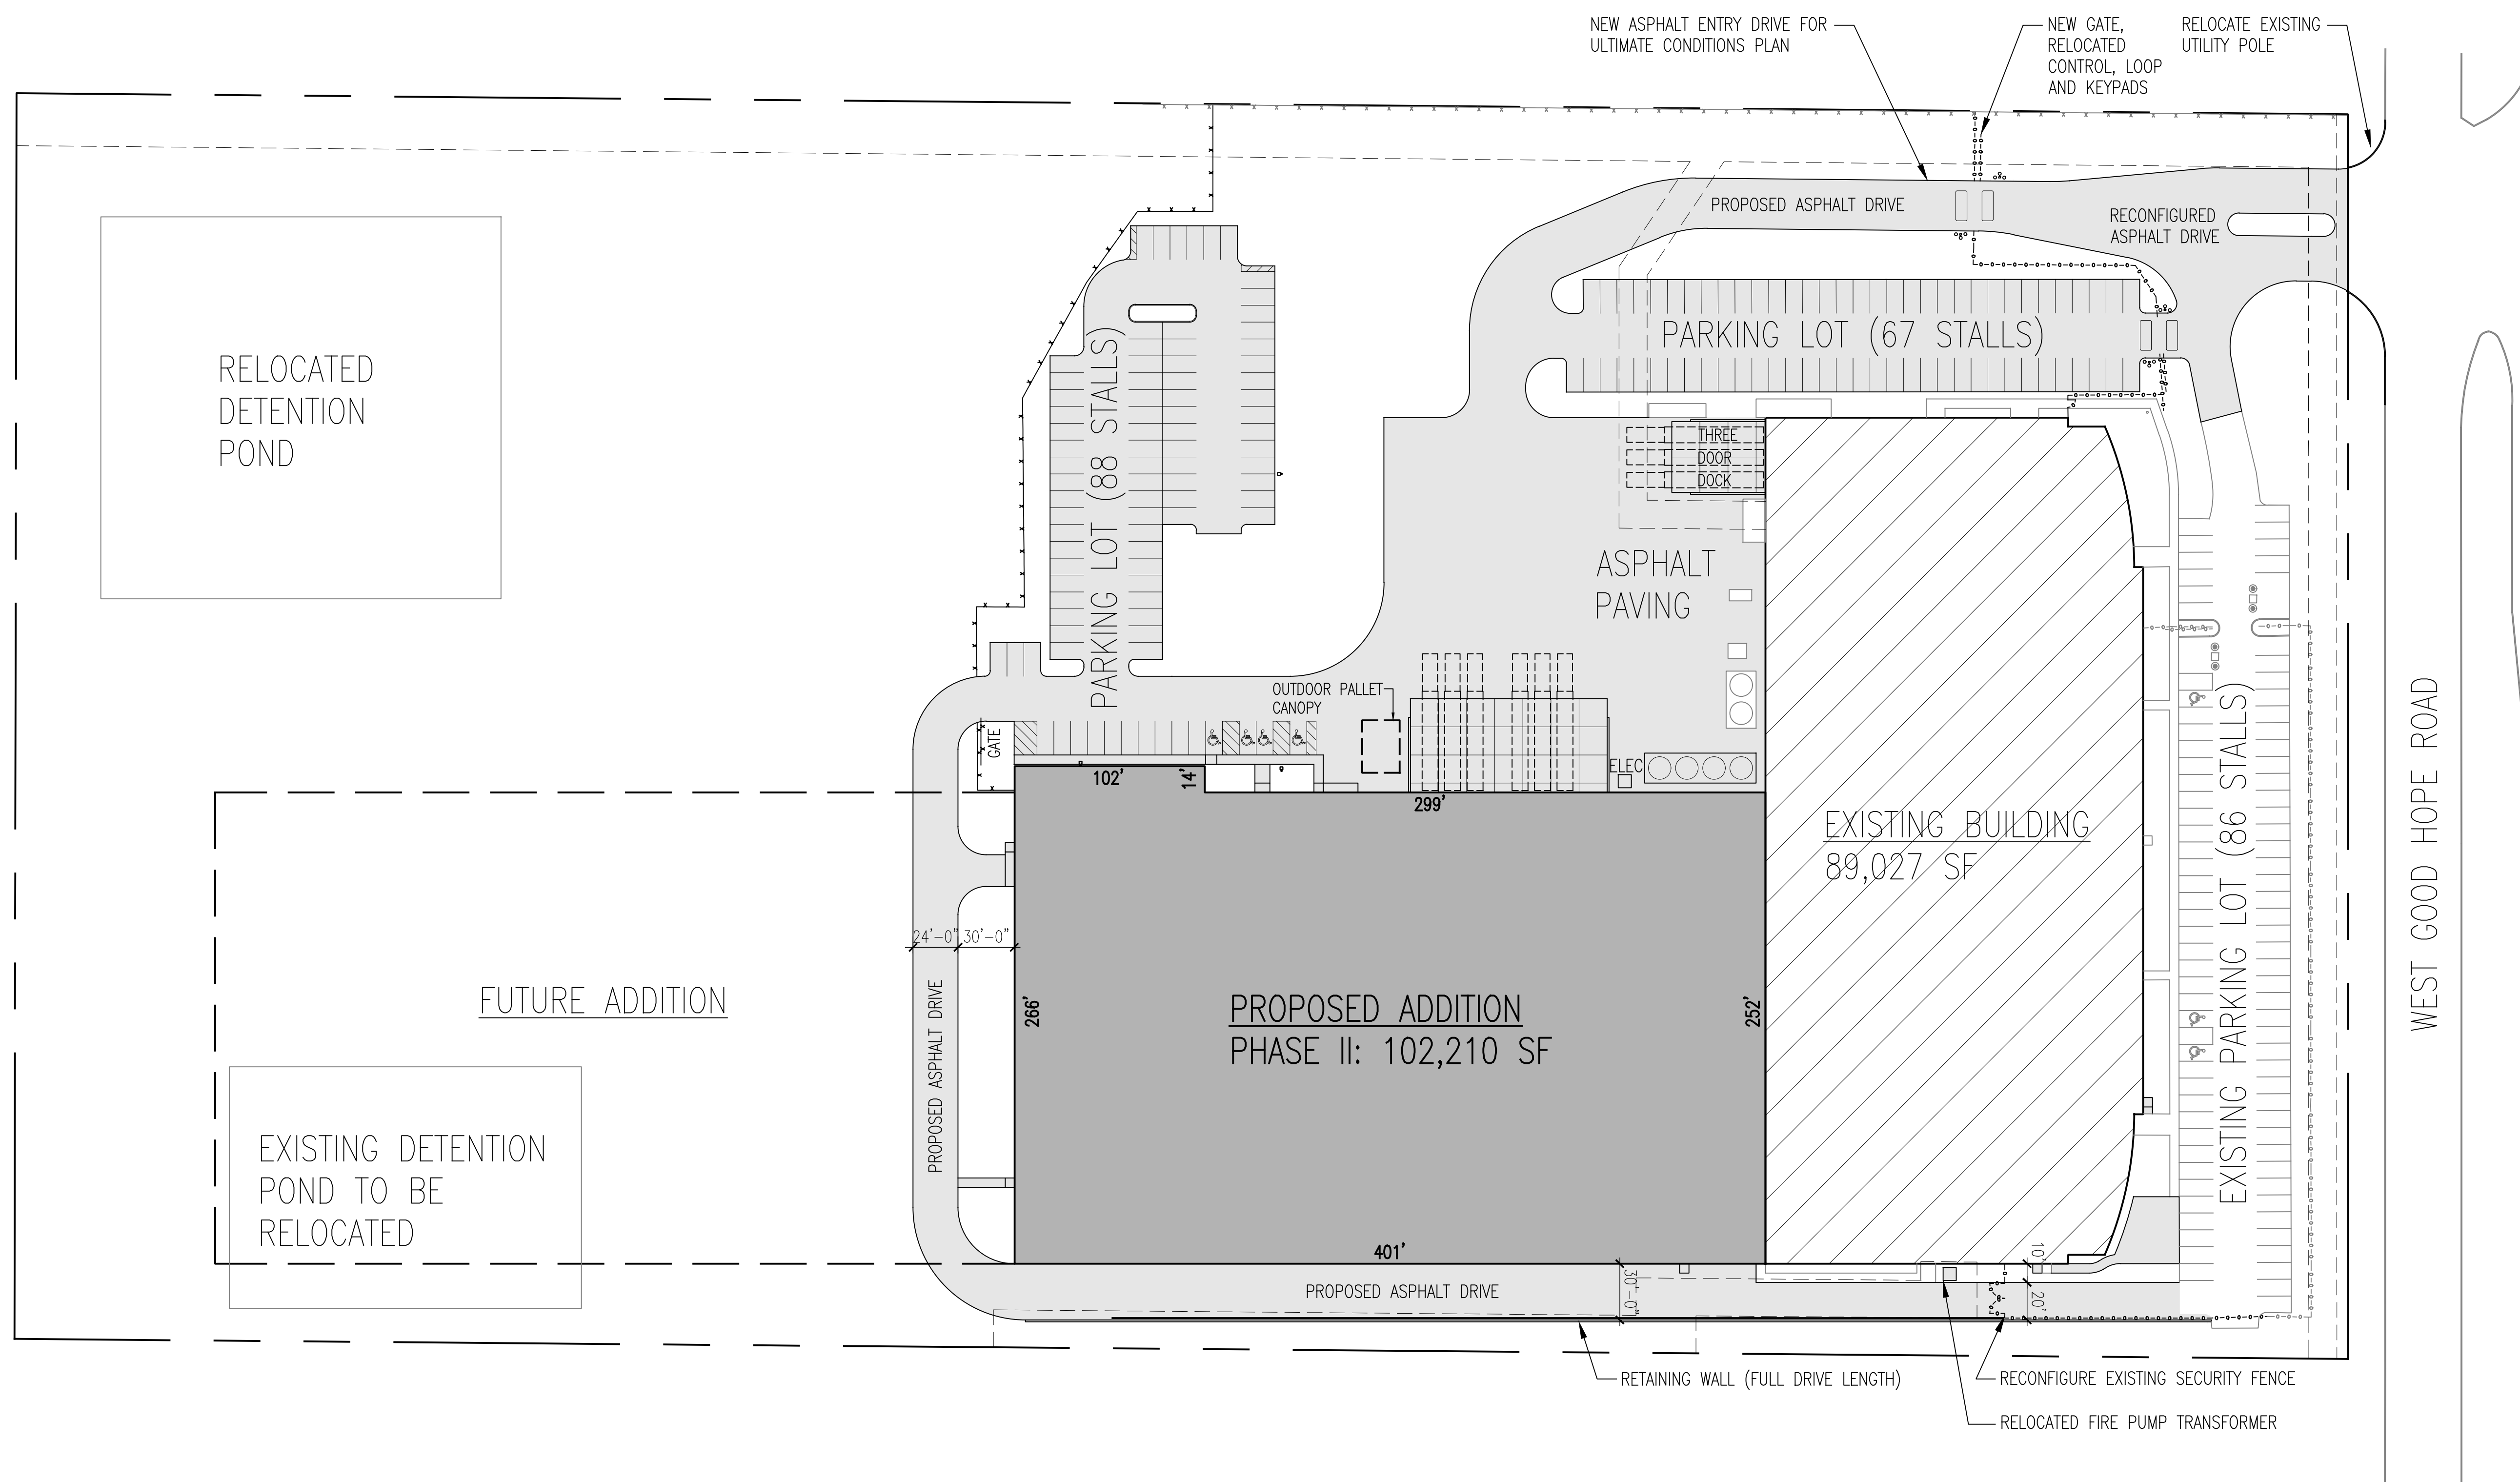 NEW ASPHALT ENTRY DRIVE FOR
ULTIMATE CONDITIONS PLAN
NEW GATE,
RELOCATED
CONTROL, LOOP
AND KEYPADS
RELOCATE EXISTING
UTILITY POLE
PROPOSED ASPHALT DRIVE
RECONFIGURED
ASPHALT DRIVE
PARKING LOT (67 STALLS)
RELOCATED
DETENTION
POND
PARKING LOT (88 STALLS)
THREE
DOOR
DOCK
ASPHALT
PAVING
OUTDOOR PALLET
CANOPY
GATE
ELEC
102'
14'
299'
EXISTING BUILDING
89,027 SF
EXISTING PARKING LOT (86 STALLS)
WEST GOOD HOPE ROAD
24'-0"
30'-0"
FUTURE ADDITION
PROPOSED ASPHALT DRIVE
266'
PROPOSED ADDITION
PHASE II: 102,210 SF
252'
EXISTING DETENTION
POND TO BE
RELOCATED
401'
PROPOSED ASPHALT DRIVE
30'-0"
10'
20'
RETAINING WALL (FULL DRIVE LENGTH)
RECONFIGURE EXISTING SECURITY FENCE
RELOCATED FIRE PUMP TRANSFORMER